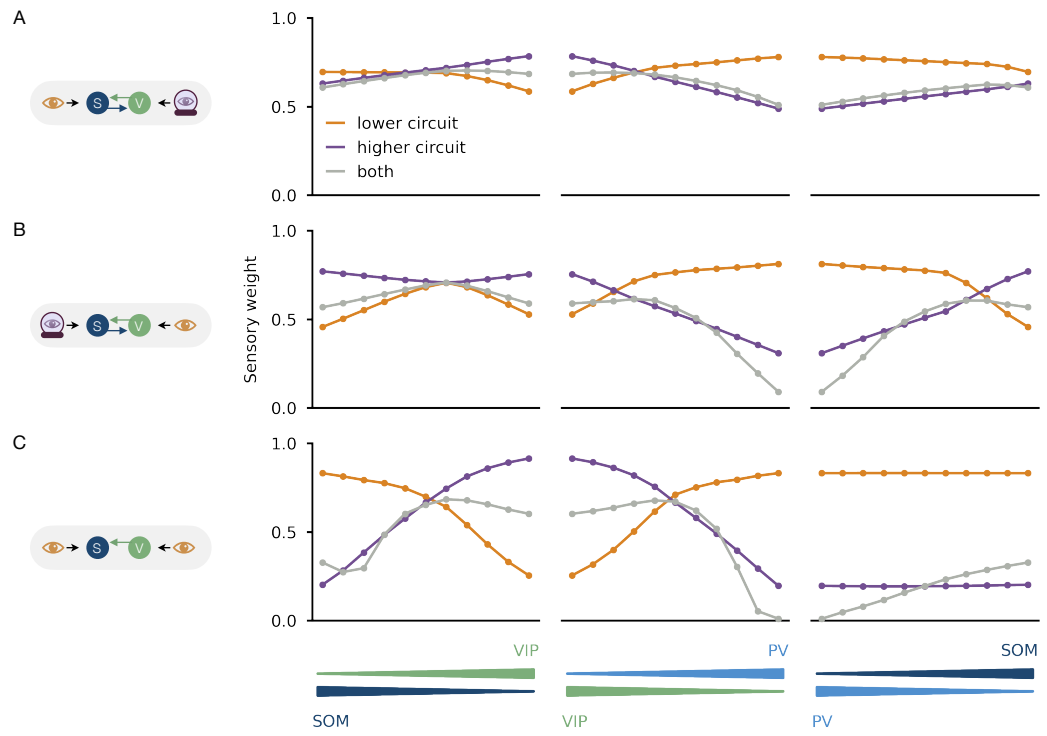 A
1.0
0.5
0.0
S V
lower circuit
higher circuit
both
B
1.0
0.5
0.0
S V
Sensory weight
C
1.0
0.5
0.0
S V
VIP PV SOM
SOM VIP PV